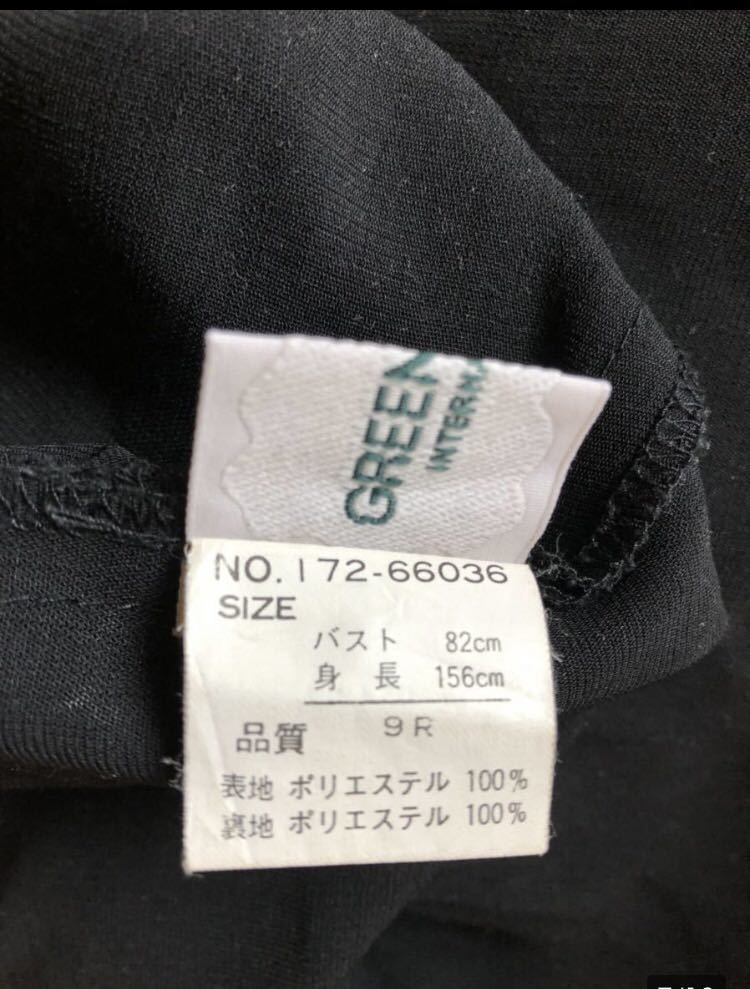 GREEN
INTERNA
NO. 172-66036
SIZE
バスト 82cm
身 長 156cm
9R
品質
表地 ポリエステル 100%
裏地 ポリエステル 100%